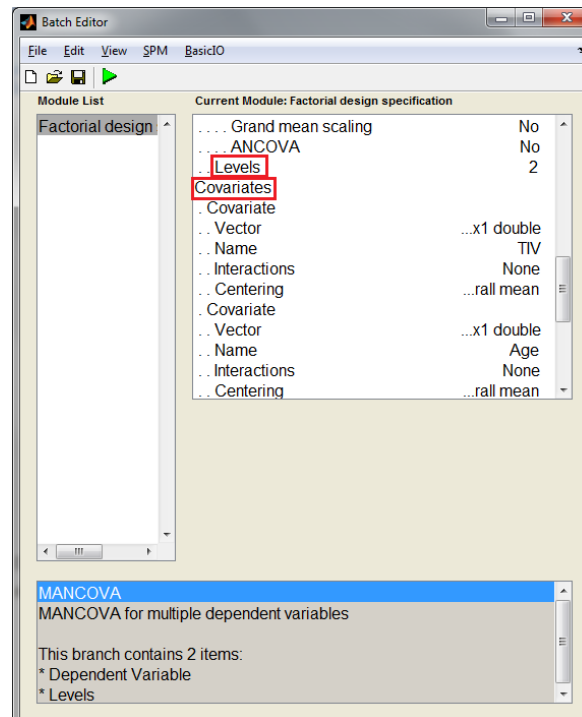 Batch Editor
File Edit View SPM BasicIO
Module List
Current Module: Factorial design specification
Factorial design
. . . . Grand mean scaling No
. . . . ANCOVA No
. . Levels 2
Covariates
. Covariate
. . Vector ...x1 double
. . Name TIV
. . Interactions None
. . Centering ...rall mean
. Covariate
. . Vector ...x1 double
. . Name Age
. . Interactions None
. . Centering ...rall mean
MANCOVA
MANCOVA for multiple dependent variables
This branch contains 2 items:
* Dependent Variable
* Levels